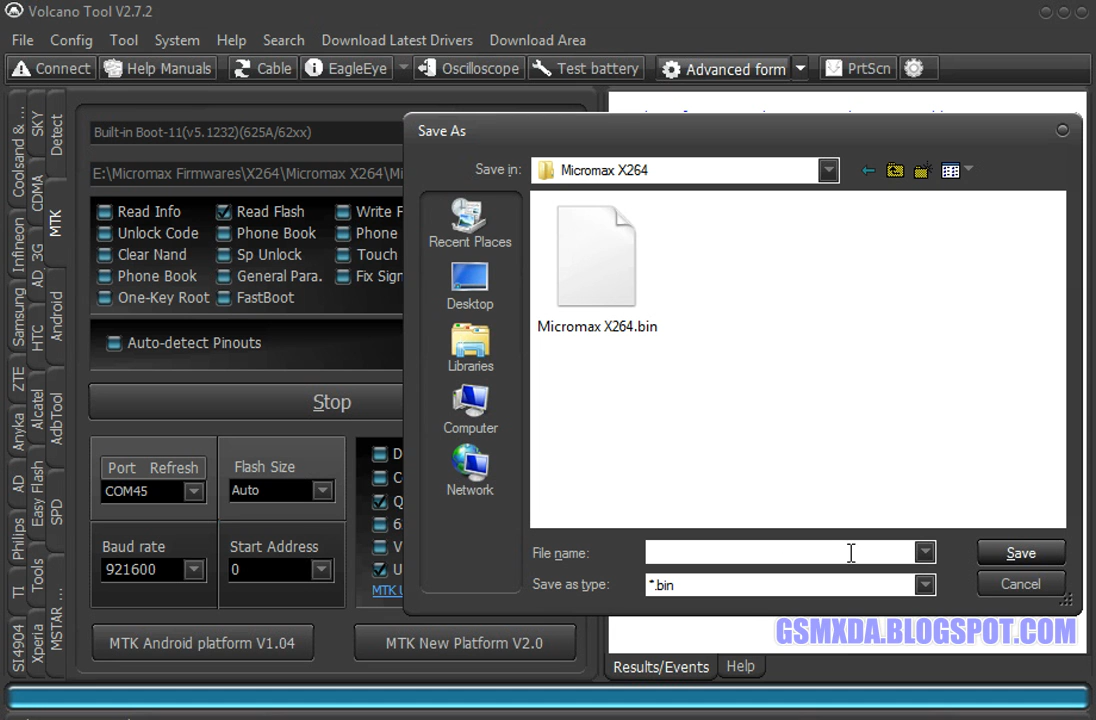 Volcano Tool V2.7.2
File Config Tool System Help Search Download Latest Drivers Download Area
Connect Help Manuals Cable EagleEye Oscilloscope Test battery Advanced form PrtScn
Coolsand & ...
Infineon
Samsung
ZTE
Anyka
AD
Philips
TI
SI4904
SKY
CDMA
AD 3G
HTC
Alcatel
Easy Flash
Tools
Xperia
Detect
MTK
Android
AdbTool
SPD
MSTAR ...
Built-in Boot-11(v5.1232)(625A/62xx)
E:\Micromax Firmwares\X264\Micromax X264\Mi
Read Info Read Flash Write F
Unlock Code Phone Book Phone
Clear Nand Sp Unlock Touch
Phone Book General Para. Fix Sign
One-Key Root FastBoot
Auto-detect Pinouts
Stop
Port Refresh
COM45
Flash Size
Auto
Baud rate
921600
Start Address
0
MTK U
MTK Android platform V1.04
MTK New Platform V2.0
Save As
Save in: Micromax X264
Recent Places
Desktop
Libraries
Computer
Network
Micromax X264.bin
File name:
Save
Save as type: *.bin
Cancel
GSMXDA.BLOGSPOT.COM
Results/Events Help